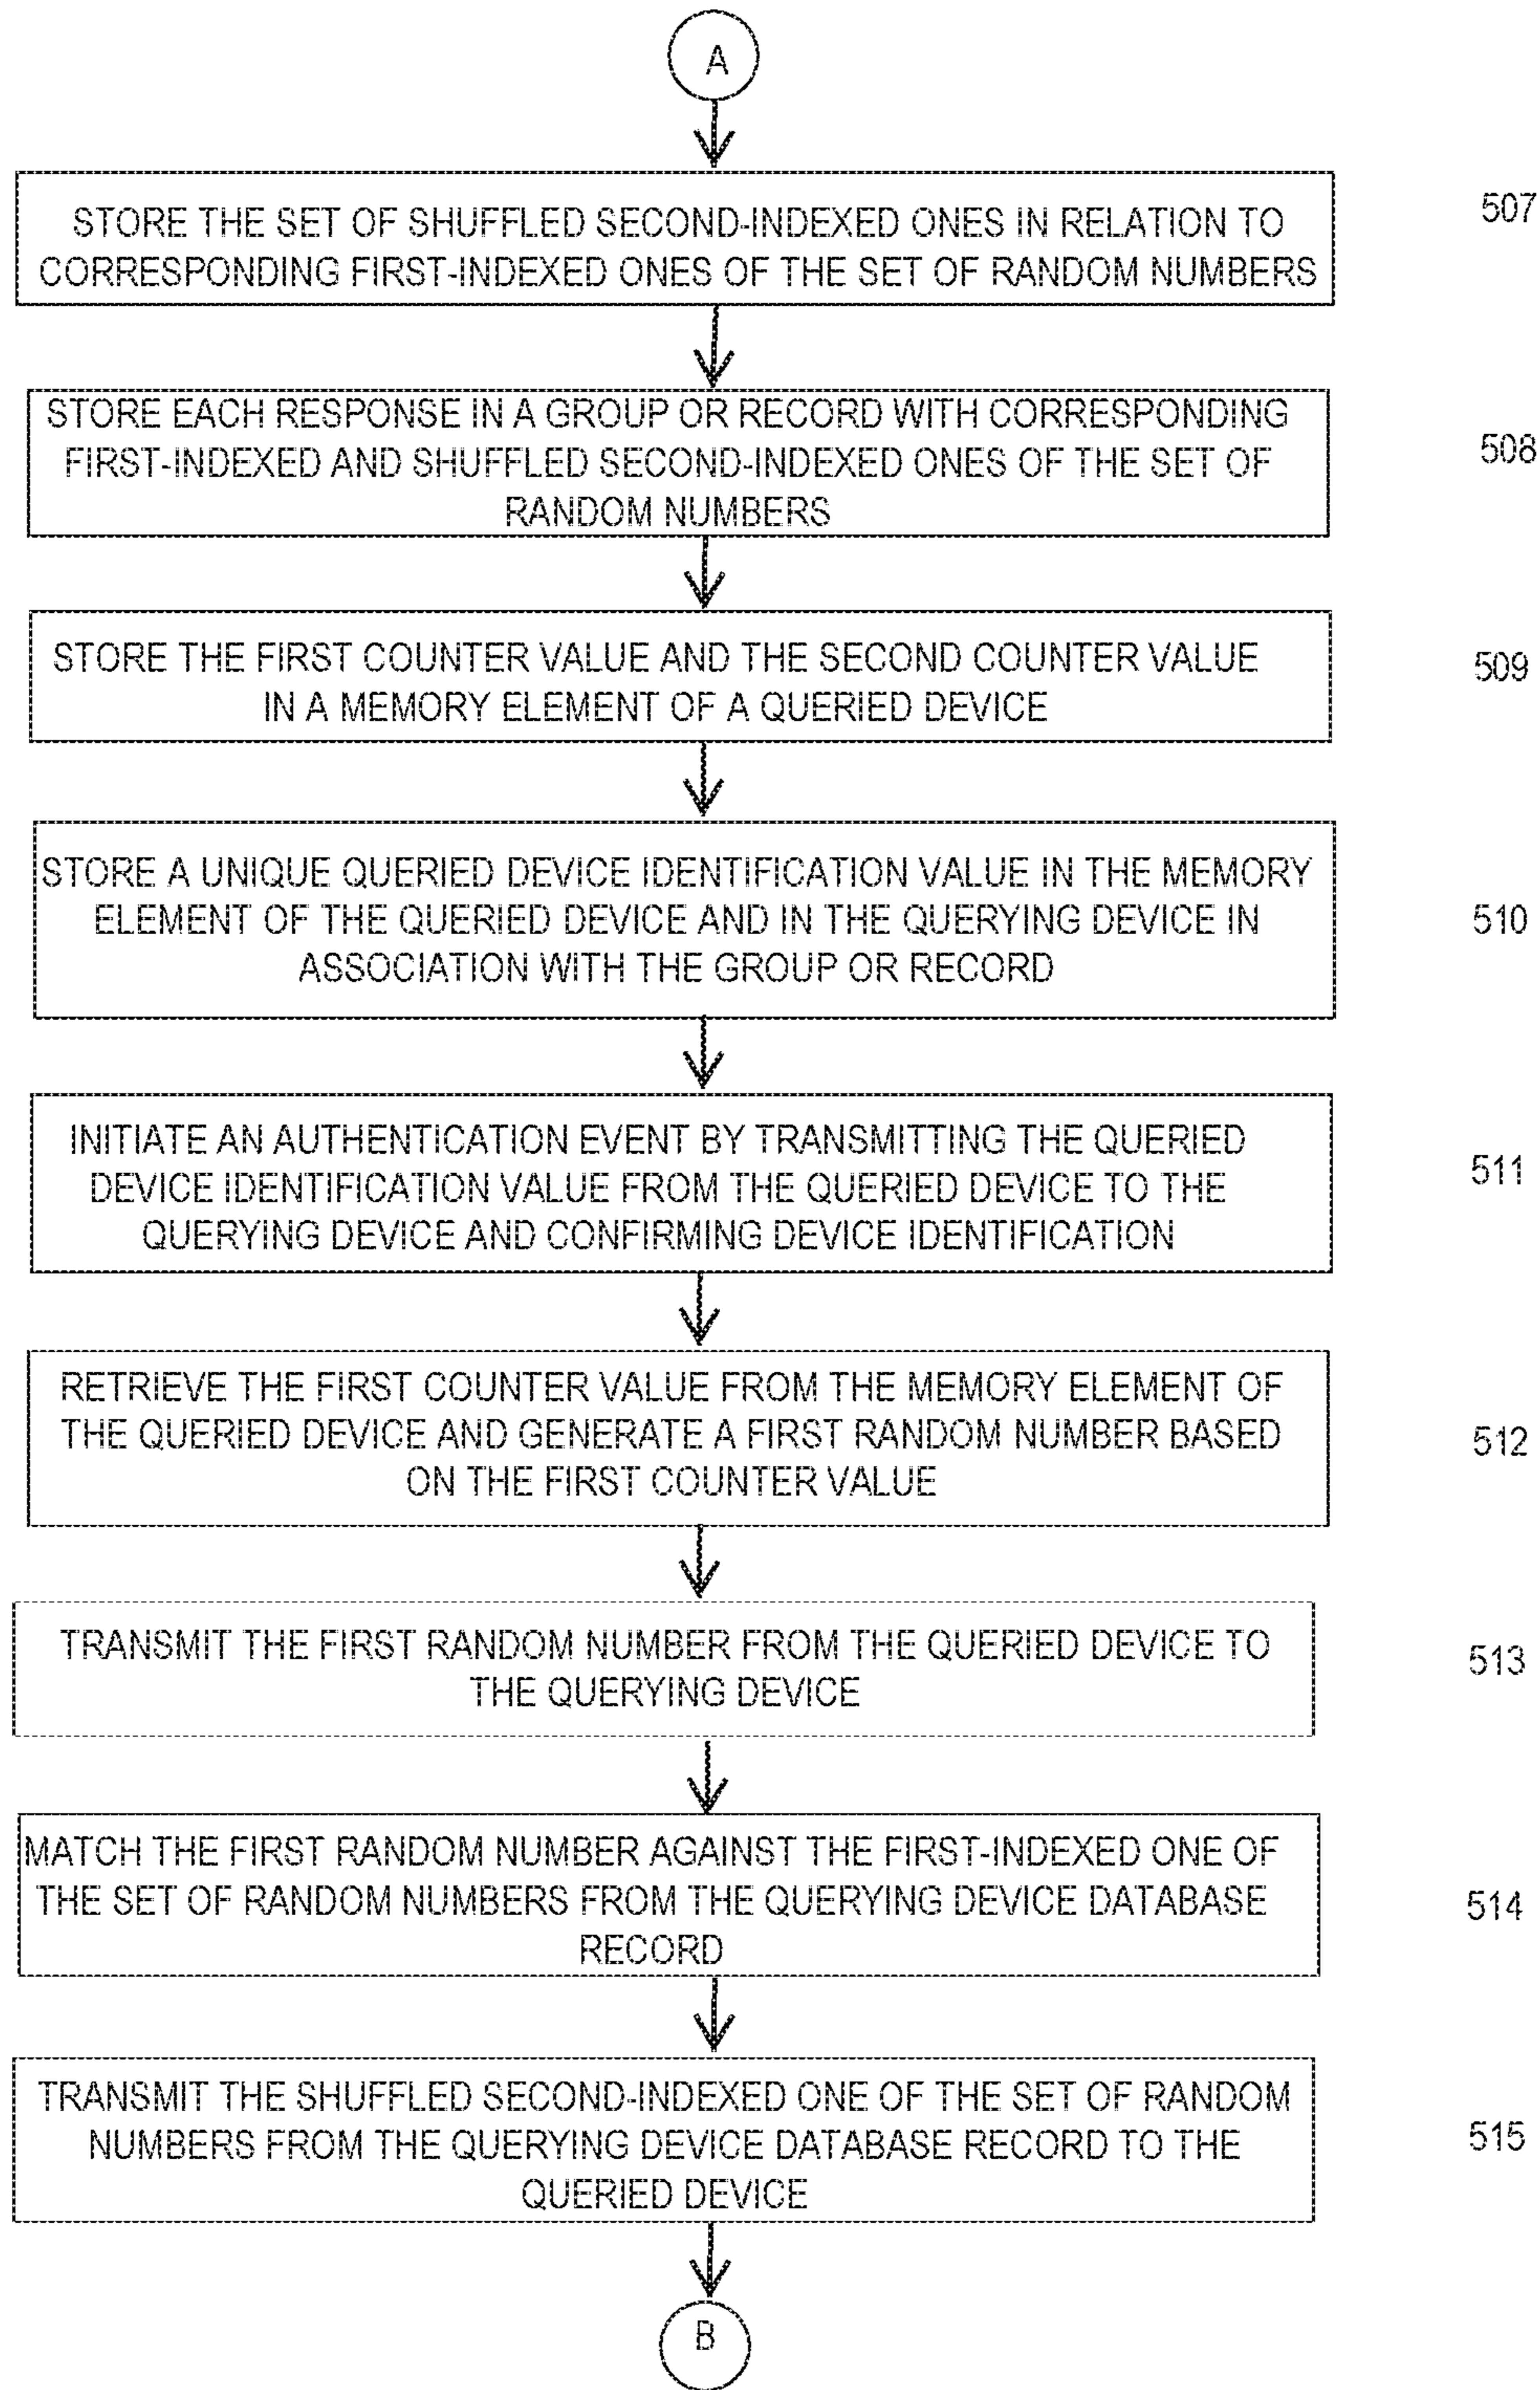 A
STORE THE SET OF SHUFFLED SECOND-INDEXED ONES IN RELATION TO
CORRESPONDING FIRST-INDEXED ONES OF THE SET OF RANDOM NUMBERS
507
STORE EACH RESPONSE IN A GROUP OR RECORD WITH CORRESPONDING
FIRST-INDEXED AND SHUFFLED SECOND-INDEXED ONES OF THE SET OF
RANDOM NUMBERS
508
STORE THE FIRST COUNTER VALUE AND THE SECOND COUNTER VALUE
IN A MEMORY ELEMENT OF A QUERIED DEVICE
509
STORE A UNIQUE QUERIED DEVICE IDENTIFICATION VALUE IN THE MEMORY
ELEMENT OF THE QUERIED DEVICE AND IN THE QUERYING DEVICE IN
ASSOCIATION WITH THE GROUP OR RECORD
510
INITIATE AN AUTHENTICATION EVENT BY TRANSMITTING THE QUERIED
DEVICE IDENTIFICATION VALUE FROM THE QUERIED DEVICE TO THE
QUERYING DEVICE AND CONFIRMING DEVICE IDENTIFICATION
511
RETRIEVE THE FIRST COUNTER VALUE FROM THE MEMORY ELEMENT OF
THE QUERIED DEVICE AND GENERATE A FIRST RANDOM NUMBER BASED
ON THE FIRST COUNTER VALUE
512
TRANSMIT THE FIRST RANDOM NUMBER FROM THE QUERIED DEVICE TO
THE QUERYING DEVICE
513
MATCH THE FIRST RANDOM NUMBER AGAINST THE FIRST-INDEXED ONE OF
THE SET OF RANDOM NUMBERS FROM THE QUERYING DEVICE DATABASE
RECORD
514
TRANSMIT THE SHUFFLED SECOND-INDEXED ONE OF THE SET OF RANDOM
NUMBERS FROM THE QUERYING DEVICE DATABASE RECORD TO THE
QUERIED DEVICE
515
B